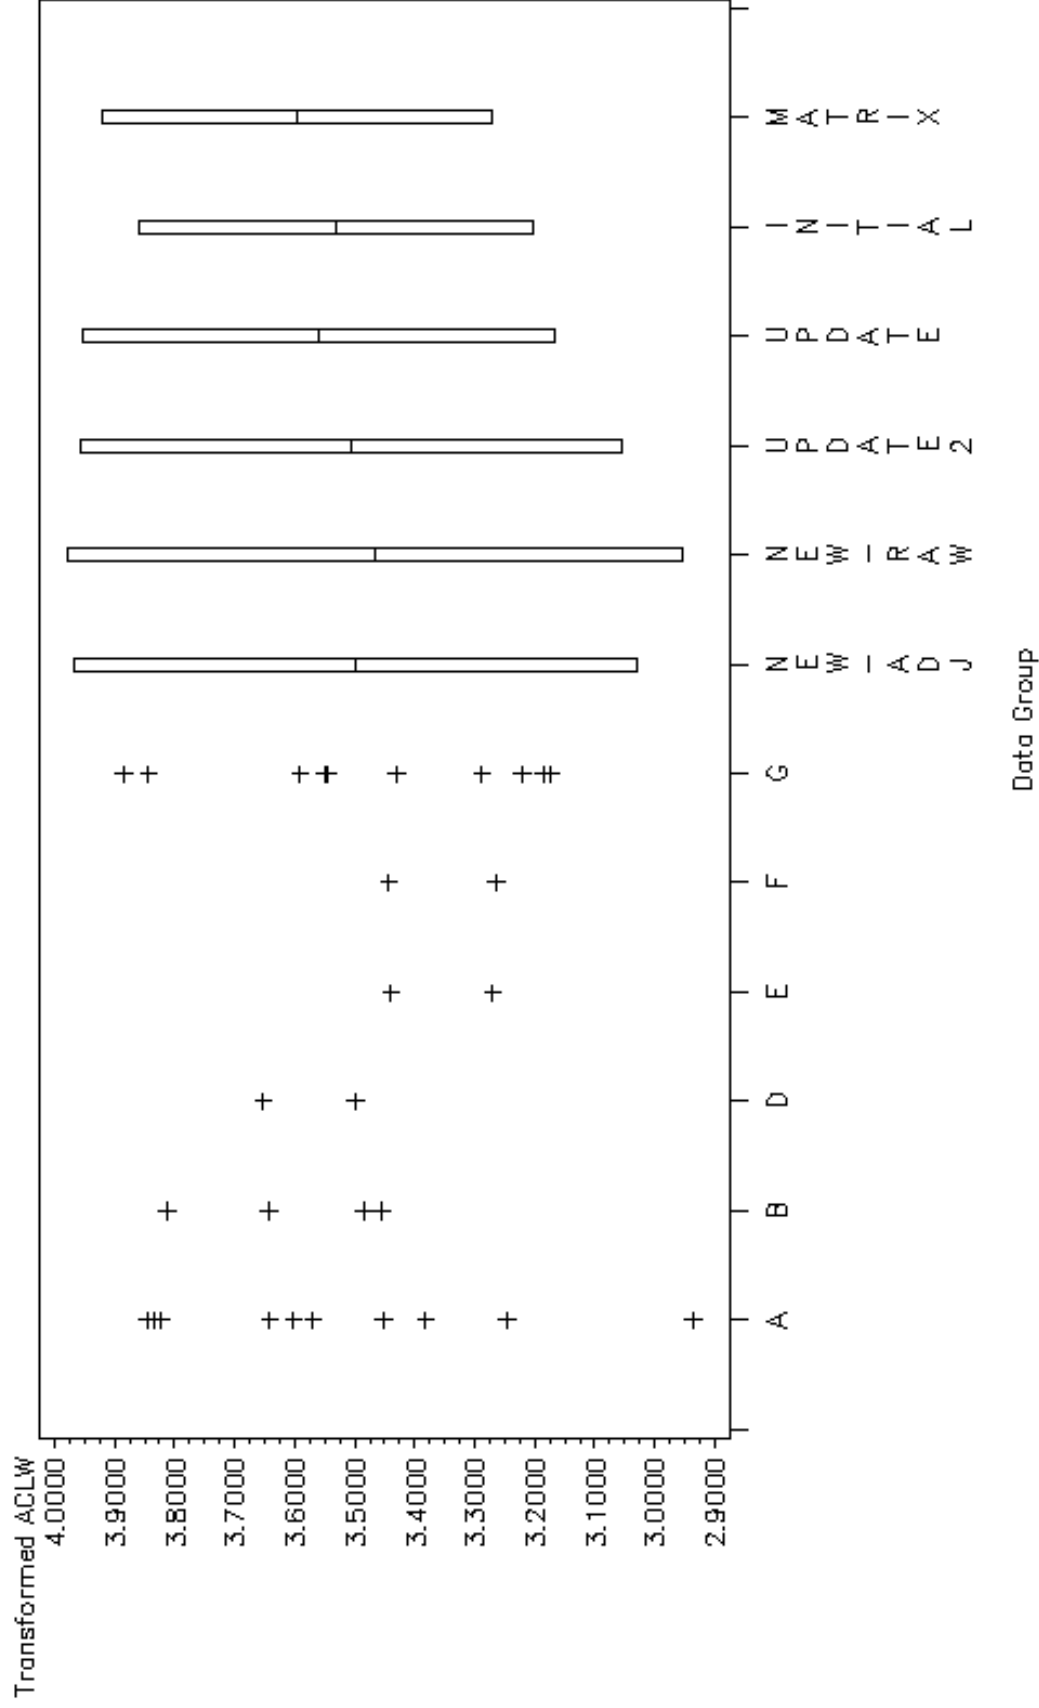 Transformed ACLW
4.0000
3.9000
3.8000
3.7000
3.6000
3.5000
3.4000
3.3000
3.2000
3.1000
3.0000
2.9000
A
B
D
E
F
G
NEW_ADJ
NEW_RAW
UPDATE2
UPDATE
INITIAL
MATRIX
Data Group